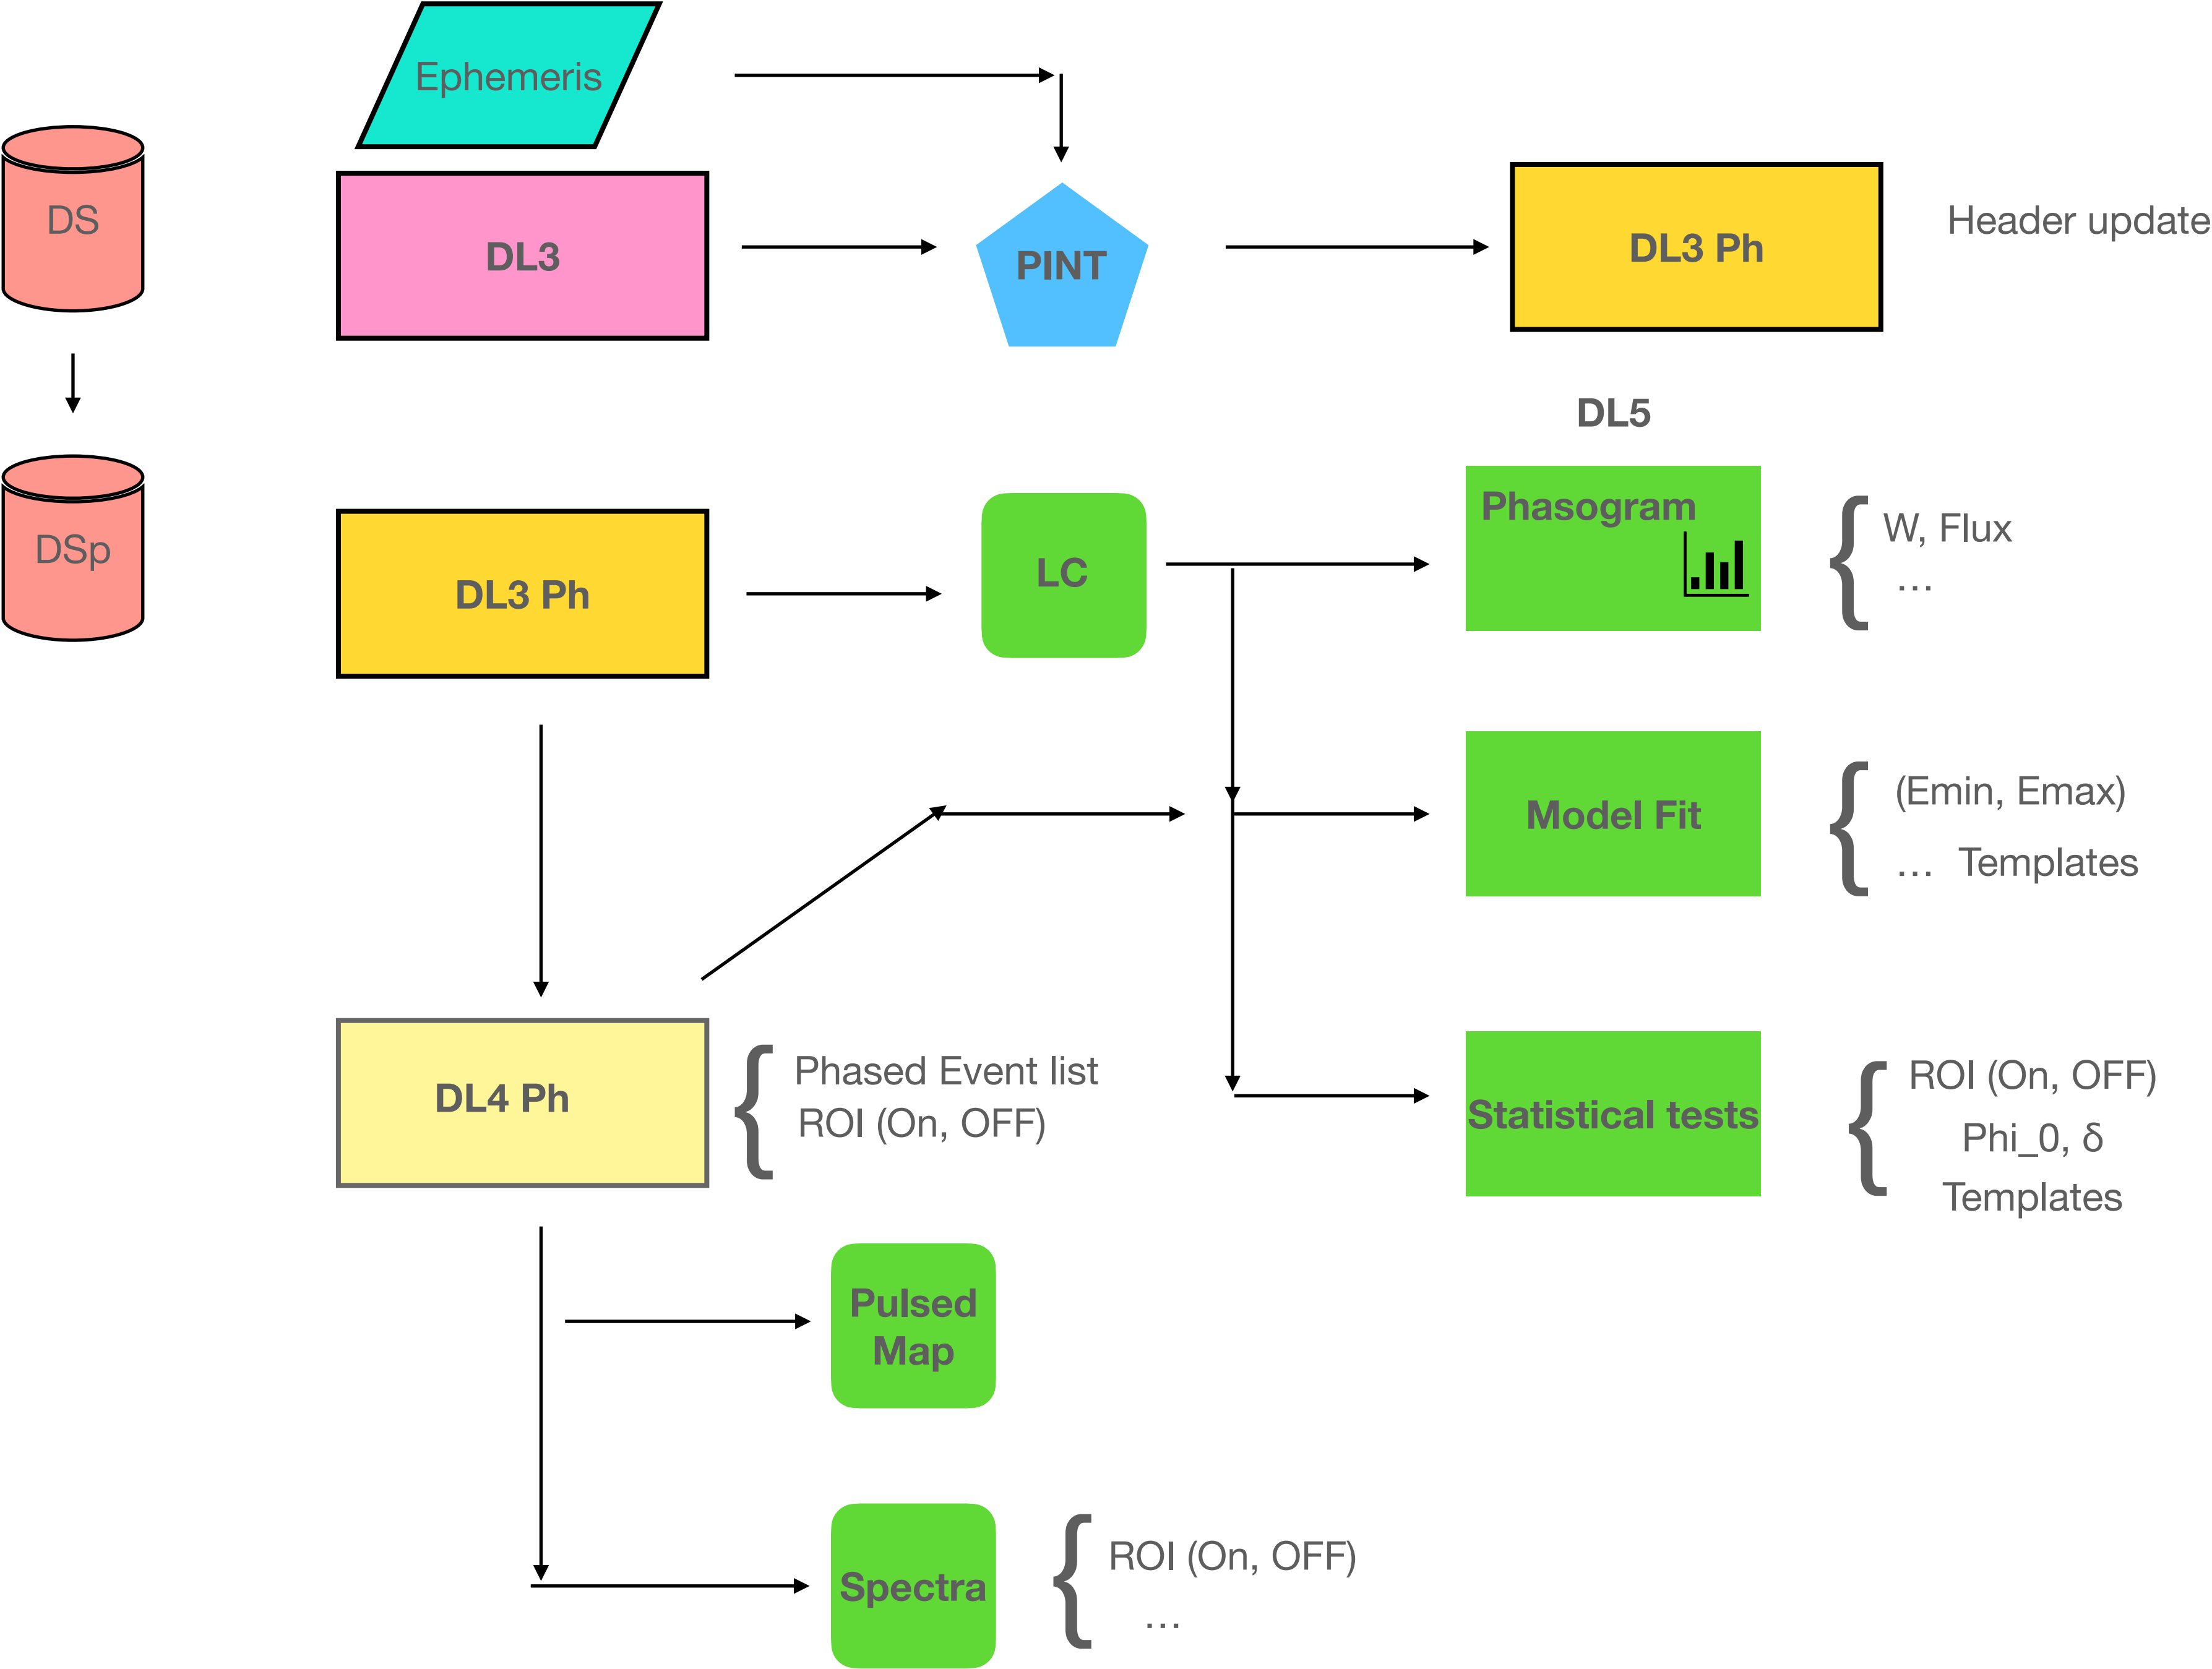 Ephemeris
DS
DL3
PINT
DL3 Ph
Header update
DL5
DSp
DL3 Ph
LC
Phasogram
W, Flux
...
Model Fit
(Emin, Emax)
... Templates
DL4 Ph
Phased Event list
ROI (On, OFF)
Statistical tests
ROI (On, OFF)
Phi_0, δ
Templates
Pulsed
Map
Spectra
ROI (On, OFF)
...